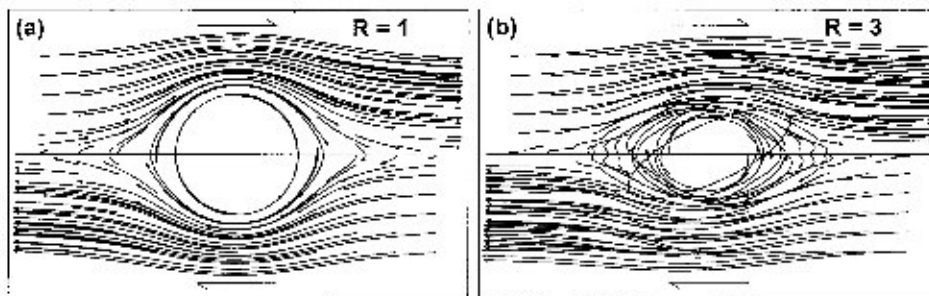 (a) R = 1
(b) R = 3